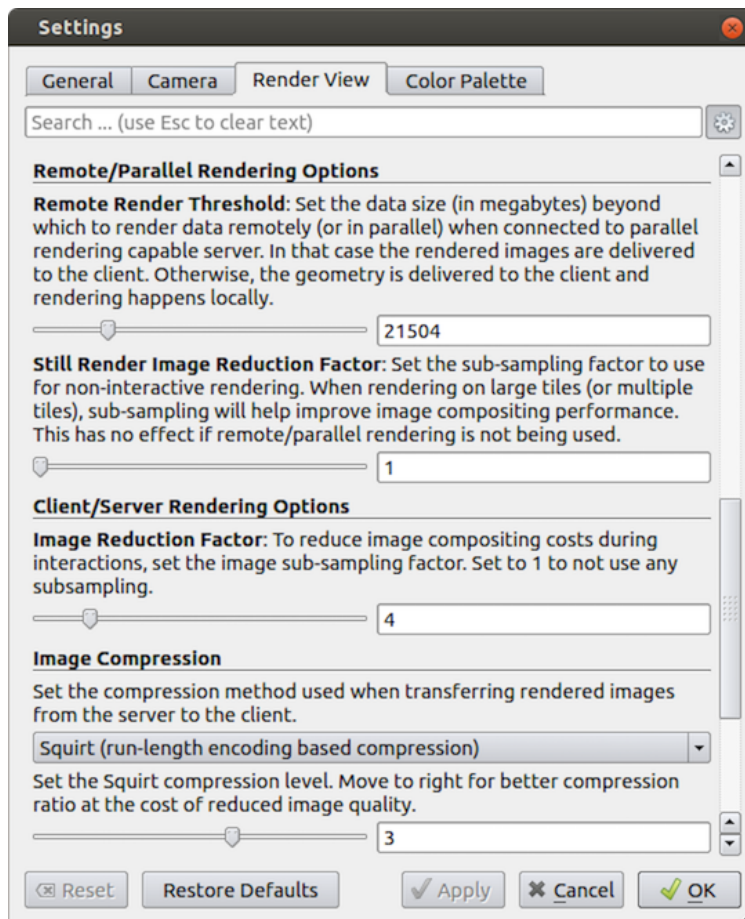 Settings
General Camera Render View Color Palette
Search ... (use Esc to clear text)
Remote/Parallel Rendering Options
Remote Render Threshold: Set the data size (in megabytes) beyond
which to render data remotely (or in parallel) when connected to parallel
rendering capable server. In that case the rendered images are delivered
to the client. Otherwise, the geometry is delivered to the client and
rendering happens locally.
21504
Still Render Image Reduction Factor: Set the sub-sampling factor to use
for non-interactive rendering. When rendering on large tiles (or multiple
tiles), sub-sampling will help improve image compositing performance.
This has no effect if remote/parallel rendering is not being used.
1
Client/Server Rendering Options
Image Reduction Factor: To reduce image compositing costs during
interactions, set the image sub-sampling factor. Set to 1 to not use any
subsampling.
4
Image Compression
Set the compression method used when transferring rendered images
from the server to the client.
Squirt (run-length encoding based compression)
Set the Squirt compression level. Move to right for better compression
ratio at the cost of reduced image quality.
3
Reset Restore Defaults Apply Cancel OK